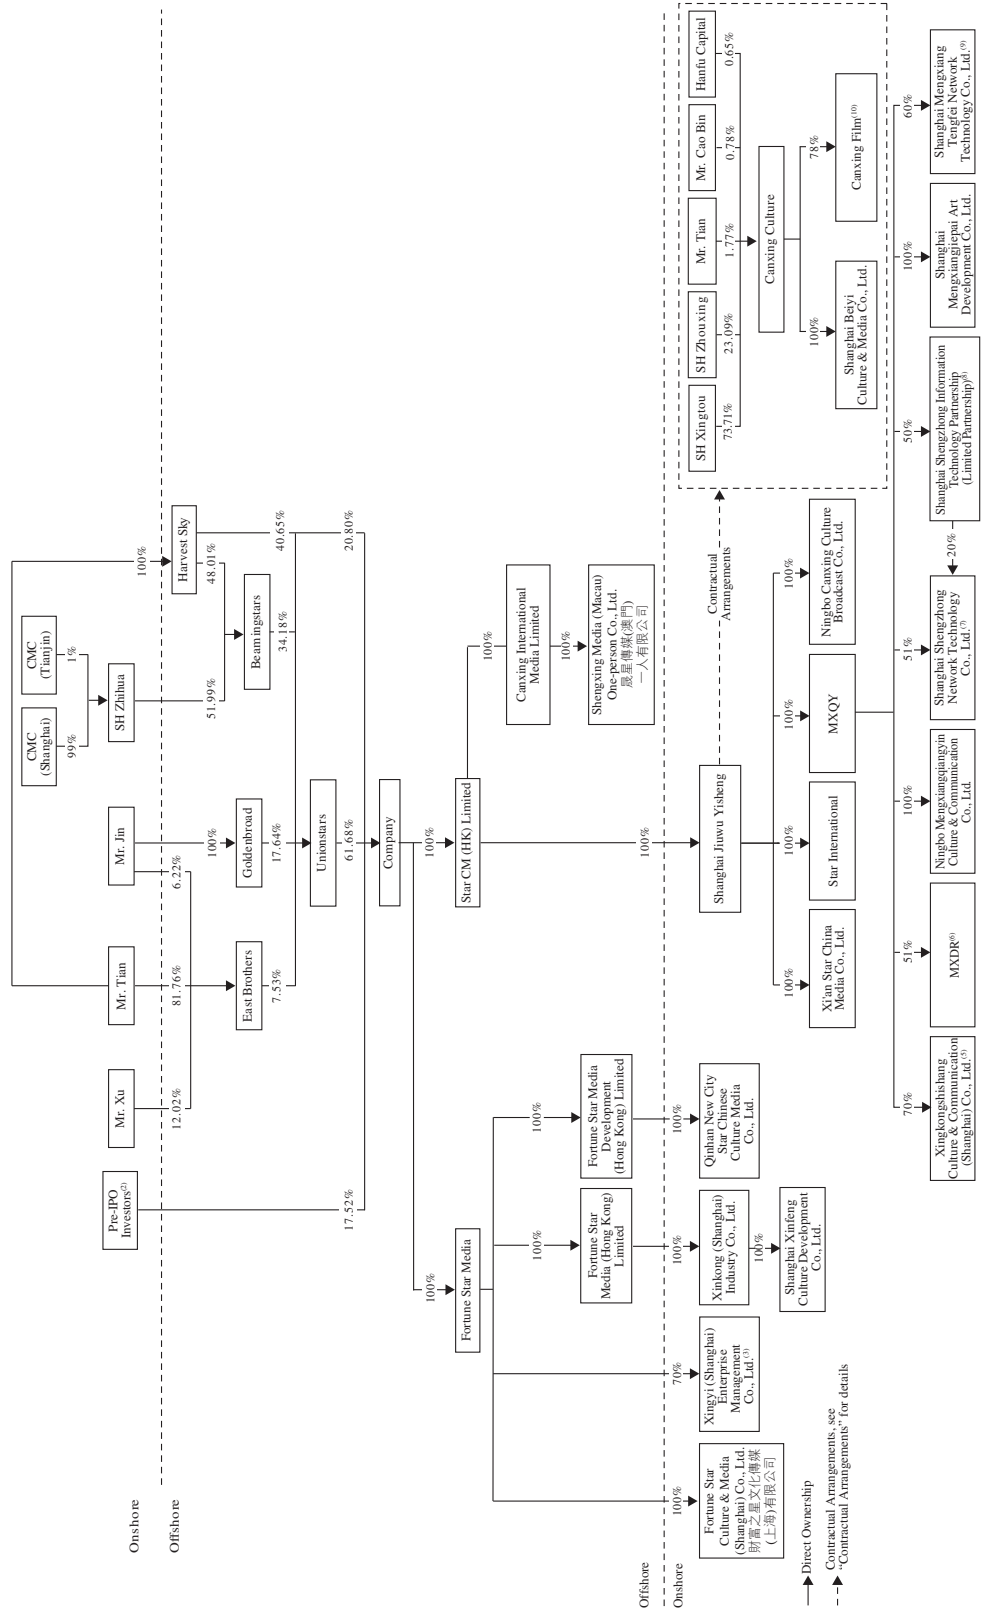 Onshore
Offshore
Pre-IPO
Investors(2)
Mr. Xu
Mr. Tian
Mr. Jin
CMC
(Shanghai)
CMC
(Tianjin)
99%
1%
SH Zhihua
100%
12.02%
81.76%
6.22%
100%
51.99%
48.01%
Harvest Sky
East Brothers
Goldenbroad
Beamingstars
7.53%
17.64%
34.18%
40.65%
Unionstars
17.52%
61.68%
20.80%
Company
100%
100%
Fortune Star Media
Star CM (HK) Limited
100%
Canxing International
Media Limited
100%
Shengxing Media (Macau)
One-person Co., Ltd.
晟星傳媒(澳門)
一人有限公司
100%
100%
Fortune Star
Media (Hong Kong)
Limited
Fortune Star Media
Development
(Hong Kong) Limited
Offshore
Onshore
100%
70%
100%
100%
100%
Fortune Star
Culture & Media
(Shanghai) Co., Ltd.
財富之星文化傳媒
(上海)有限公司
Xingyi (Shanghai)
Enterprise
Management
Co., Ltd.(3)
Xinkong (Shanghai)
Industry Co., Ltd.
Qinhan New City
Star Chinese
Culture Media
Co., Ltd.
100%
Shanghai Xinfeng
Culture Development
Co., Ltd.
Shanghai Jiuwu Yisheng
Contractual
Arrangements
SH Xingtou
SH Zhouxing
Mr. Tian
Mr. Cao Bin
Hanfu Capital
73.71%
23.09%
1.77%
0.78%
0.65%
Canxing Culture
100%
78%
Shanghai Beiyi
Culture & Media Co., Ltd.
Canxing Film(10)
100%
100%
100%
100%
Xi'an Star China
Media Co., Ltd.
Star International
MXQY
Ningbo Canxing Culture
Broadcast Co., Ltd.
70%
51%
100%
51%
50%
100%
60%
Xingkongshishang
Culture & Communication
(Shanghai) Co., Ltd.(5)
MXDR(6)
Ningbo Mengxiangqiangyin
Culture & Communication
Co., Ltd.
Shanghai Shengzhong
Network Technology
Co., Ltd.(7)
20%
Shanghai Shengzhong Information
Technology Partnership
(Limited Partnership)(8)
Shanghai
Mengxiangjiepai Art
Development Co., Ltd.
Shanghai Mengxiang
Tengfei Network
Technology Co., Ltd.(9)
Direct Ownership
Contractual Arrangements, see
"Contractual Arrangements" for details